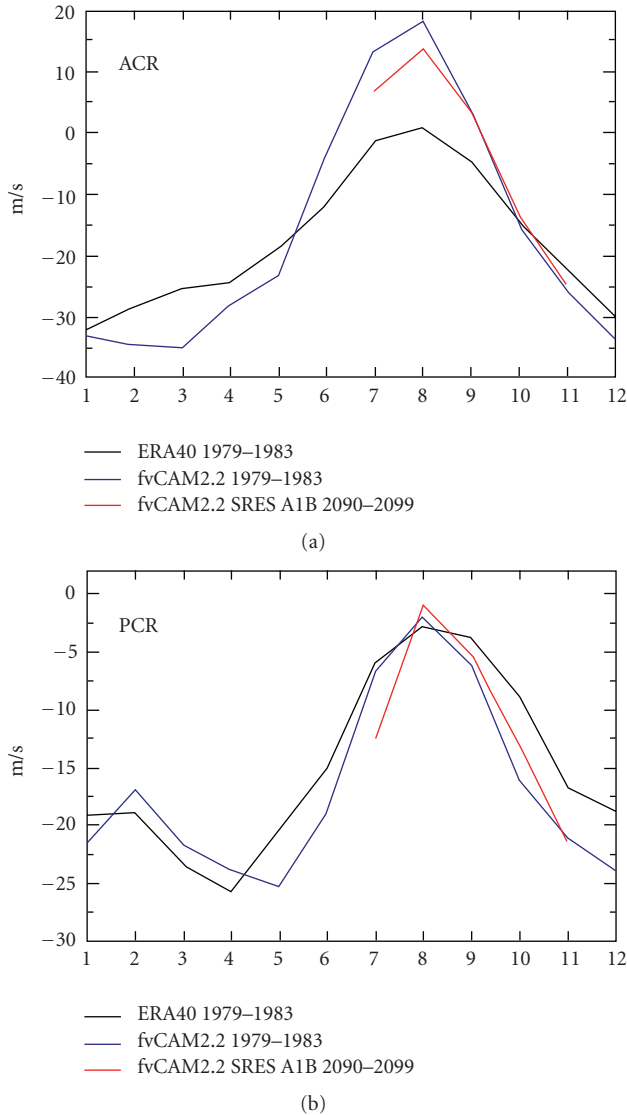 20
10
0
−10
−20
−30
−40
m/s
ACR
1 2 3 4 5 6 7 8 9 10 11 12
ERA40 1979–1983
fvCAM2.2 1979–1983
fvCAM2.2 SRES A1B 2090–2099
(a)
0
−5
−10
−15
−20
−25
−30
m/s
PCR
1 2 3 4 5 6 7 8 9 10 11 12
ERA40 1979–1983
fvCAM2.2 1979–1983
fvCAM2.2 SRES A1B 2090–2099
(b)